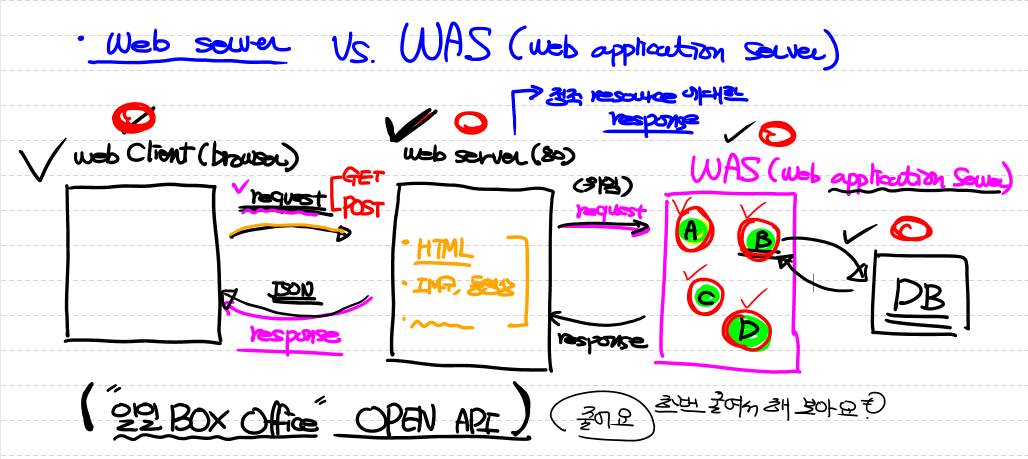 · Web server vs. WAS (web application server)
정적 resource 에대한
response
web Client (browser)
web server (80)
WAS (web application server)
request
GET
POST
(위임)
request
· HTML
· IMG, 동영상
·
A
B
C
D
DB
JSON
response
response
("일일 BOX Office" OPEN API)
줄여요
한번 줄여서 해 보아요